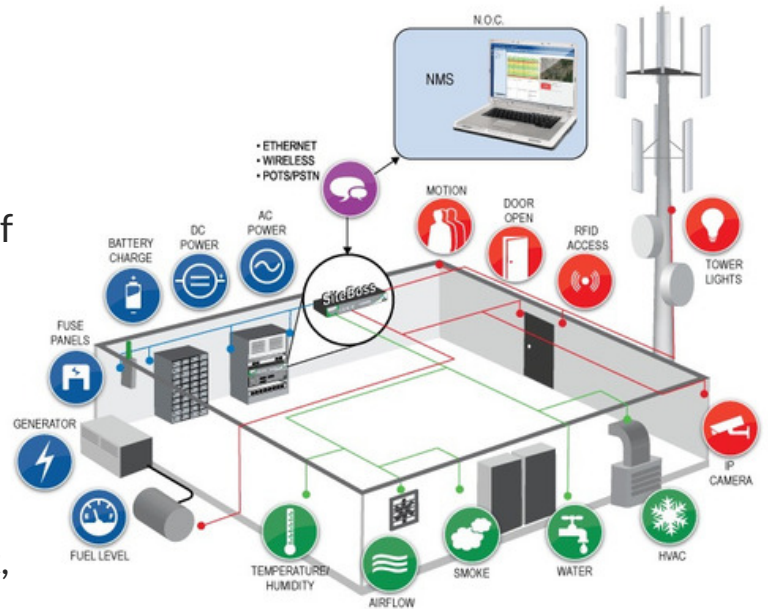 N.O.C.
NMS
• ETHERNET
• WIRELESS
• POTS/PSTN
MOTION
DOOR
OPEN
RFID
ACCESS
TOWER
LIGHTS
of
AC
POWER
DC
POWER
BATTERY
CHARGE
SiteBoss
FUSE
PANELS
GENERATOR
FUEL LEVEL
IP
CAMERA
,
TEMPERATURE/
HUMIDITY
AIRFLOW
SMOKE
WATER
HVAC